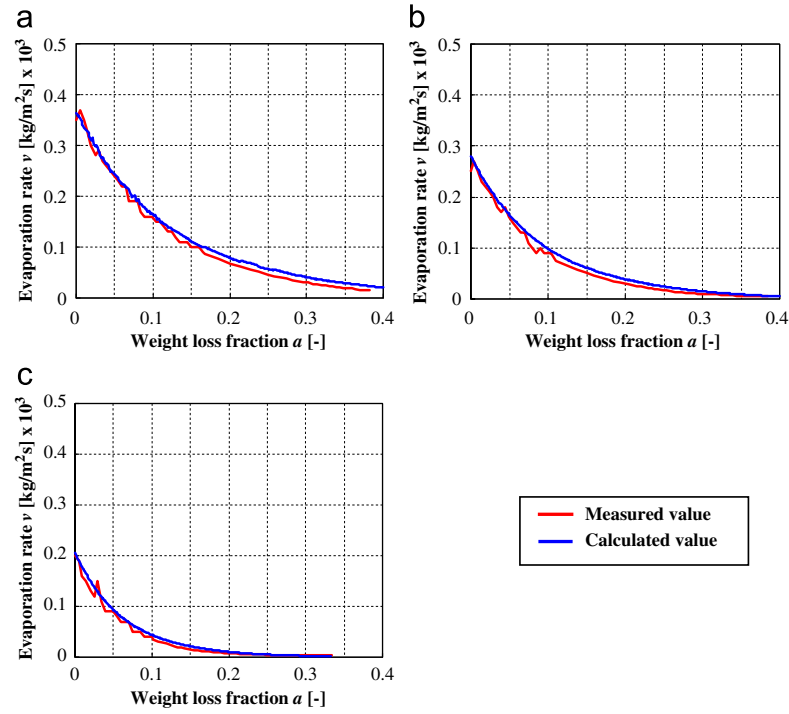 a
Evaporation rate v [kg/m²s] x 10³
0.5
0.4
0.3
0.2
0.1
0
0 0.1 0.2 0.3 0.4
Weight loss fraction a [-]
b
Evaporation rate v [kg/m²s] x 10³
0.5
0.4
0.3
0.2
0.1
0
0 0.1 0.2 0.3 0.4
Weight loss fraction a [-]
c
Evaporation rate v [kg/m²s] x 10³
0.5
0.4
0.3
0.2
0.1
0
0 0.1 0.2 0.3 0.4
Weight loss fraction a [-]
Measured value
Calculated value